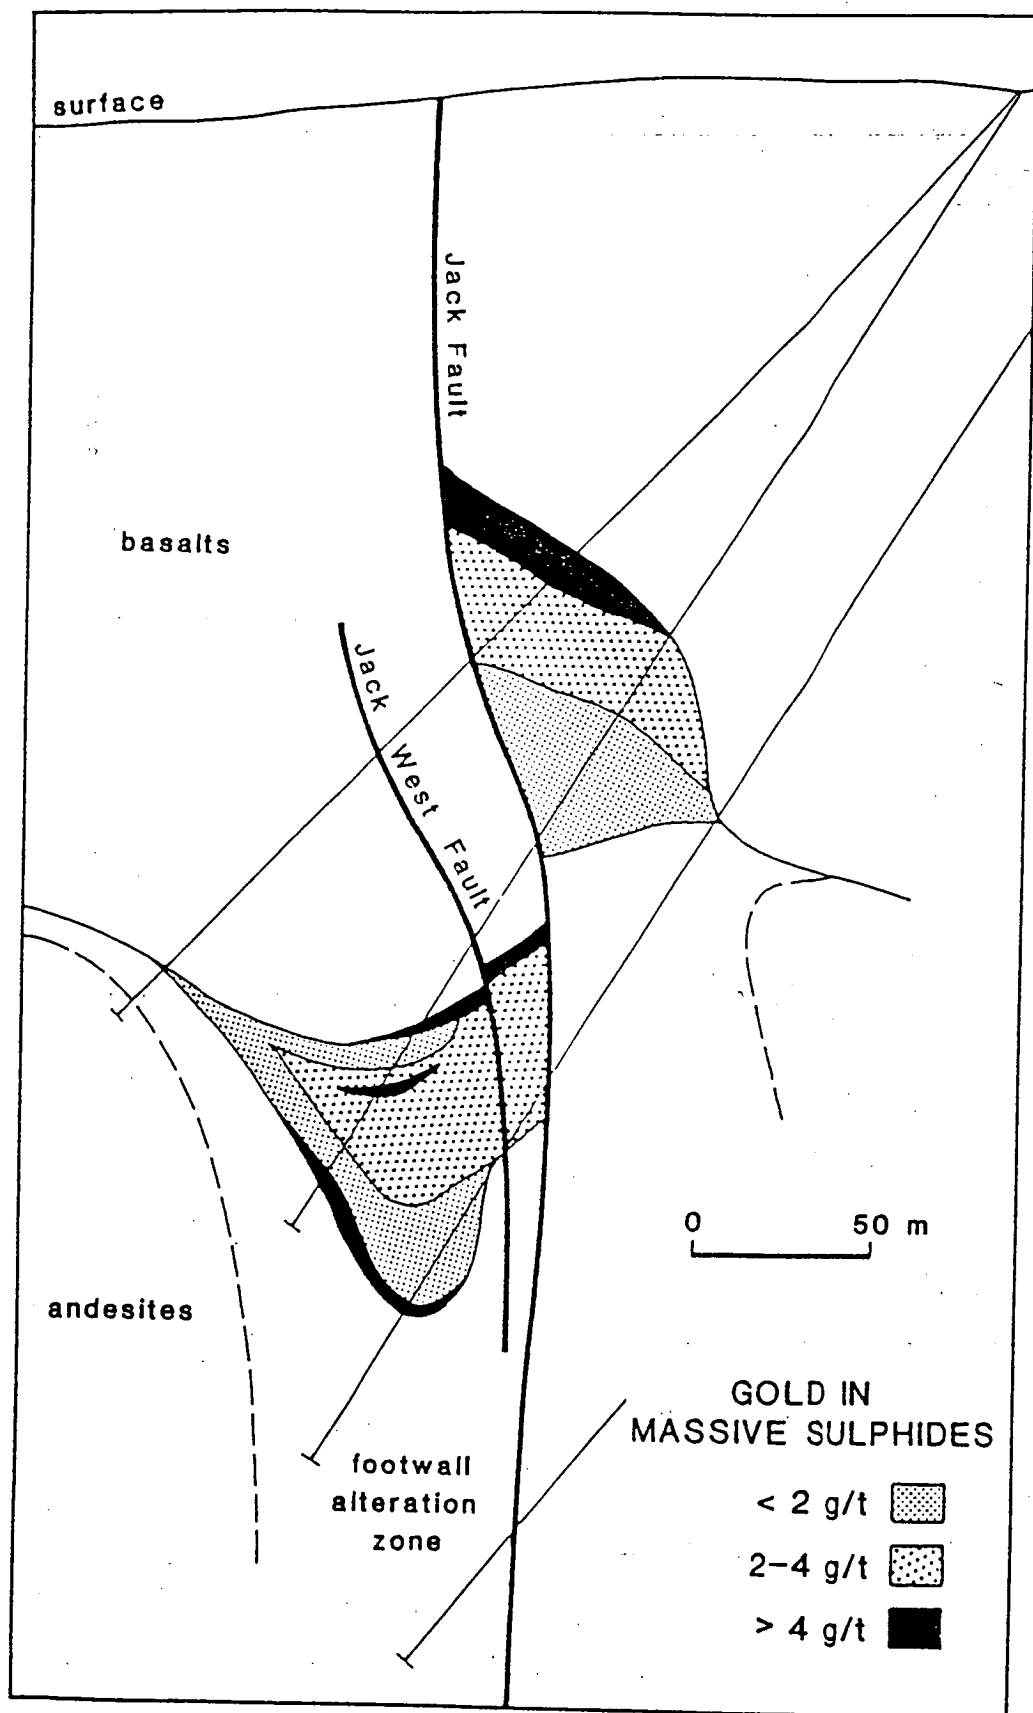 surface
Jack Fault
basalts
Jack West Fault
0 50 m
andesites
GOLD IN
MASSIVE SULPHIDES
footwall
alteration
zone
< 2 g/t
2-4 g/t
> 4 g/t